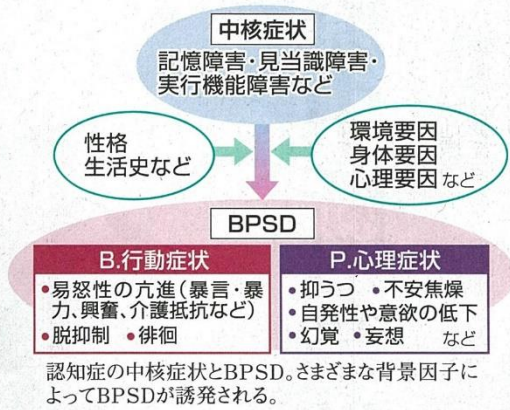 中核症状
記憶障害・見当識障害・
実行機能障害など
性格
生活史など
環境要因
身体要因
心理要因 など
BPSD
B.行動症状
•易怒性の亢進(暴言・暴
力、興奮、介護抵抗など)
•脱抑制 •徘徊
P.心理症状
•抑うつ •不安焦燥
•自発性や意欲の低下
•幻覚 •妄想 など
認知症の中核症状とBPSD。さまざまな背景因子に
よってBPSDが誘発される。